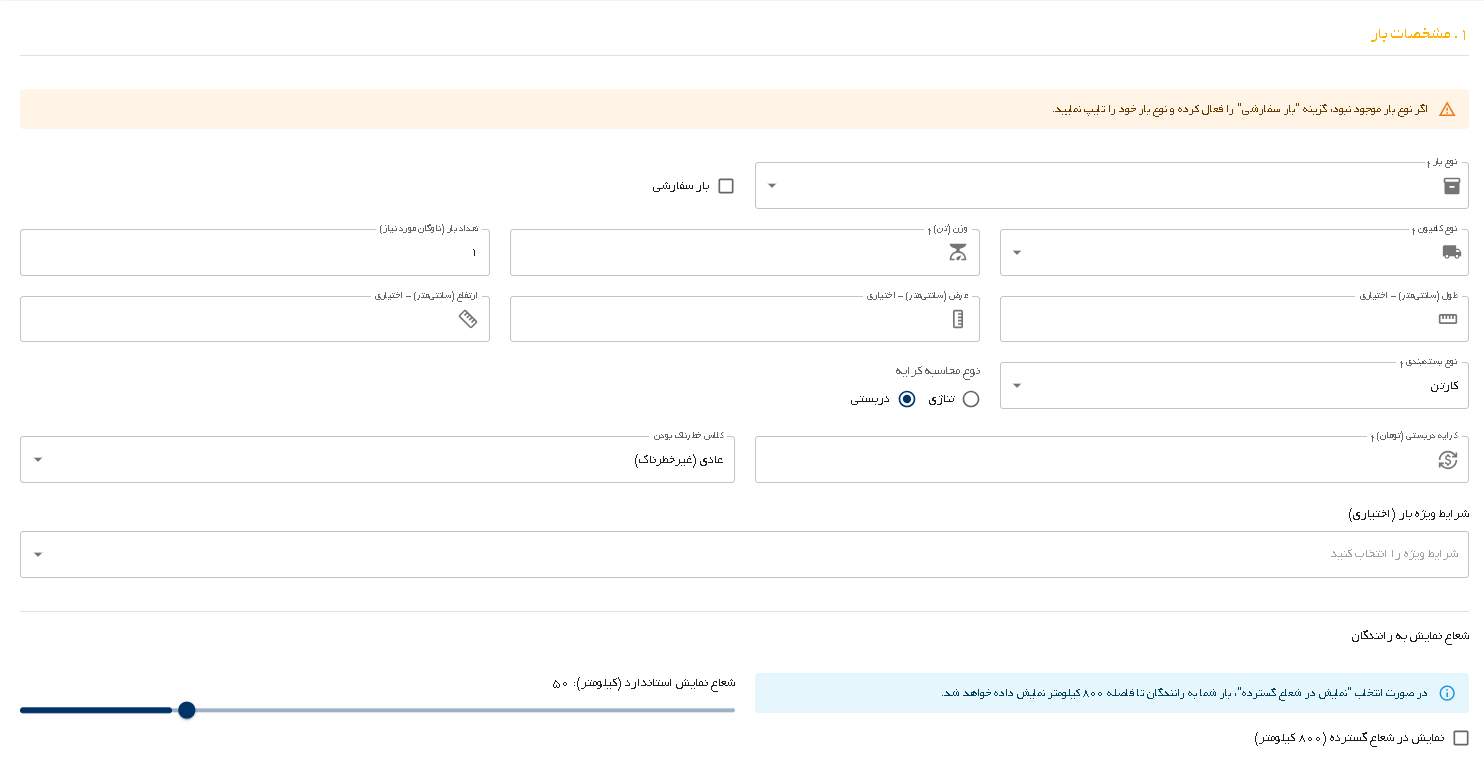 ۱. مشخصات بار
اگر نوع بار موجود نبود، گزینه "بار سفارشی" را فعال کرده و نوع بار خود را تایپ نمایید.
نوع بار *
بار سفارشی
نوع کامیون *
وزن (تن) *
تعداد بار (ناوگان مورد نیاز)
۱
طول (سانتی‌متر) - اختیاری
عرض (سانتی‌متر) - اختیاری
ارتفاع (سانتی‌متر) - اختیاری
نوع بسته‌بندی *
کارتن
نوع محاسبه کرایه
تناژی
دربستی
کرایه دربستی (تومان) *
کلاس خطرناک بودن
عادی (غیرخطرناک)
شرایط ویژه بار (اختیاری)
شرایط ویژه را انتخاب کنید
شعاع نمایش به رانندگان
در صورت انتخاب "نمایش در شعاع گسترده"، بار شما به رانندگان تا فاصله ۸۰۰ کیلومتر نمایش داده خواهد شد.
شعاع نمایش استاندارد (کیلومتر): ۵۰
نمایش در شعاع گسترده (۸۰۰ کیلومتر)